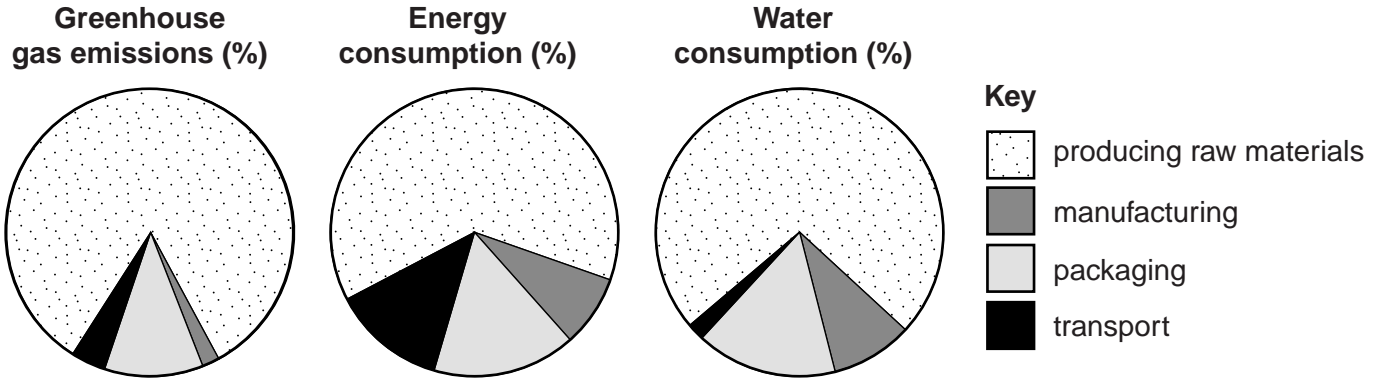 Greenhouse
gas emissions (%)
Energy
consumption (%)
Water
consumption (%)
Key
producing raw materials
manufacturing
packaging
transport